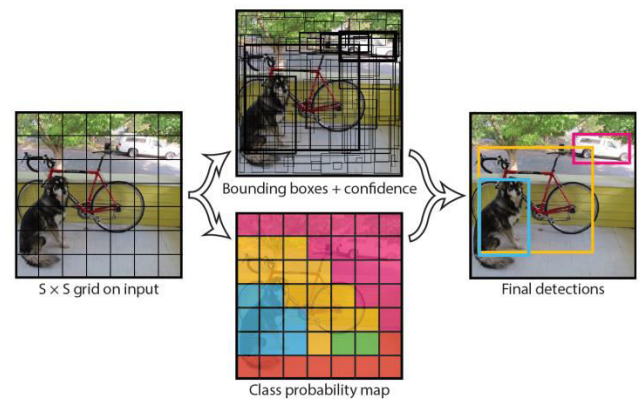 S × S grid on input
Bounding boxes + confidence
Class probability map
Final detections